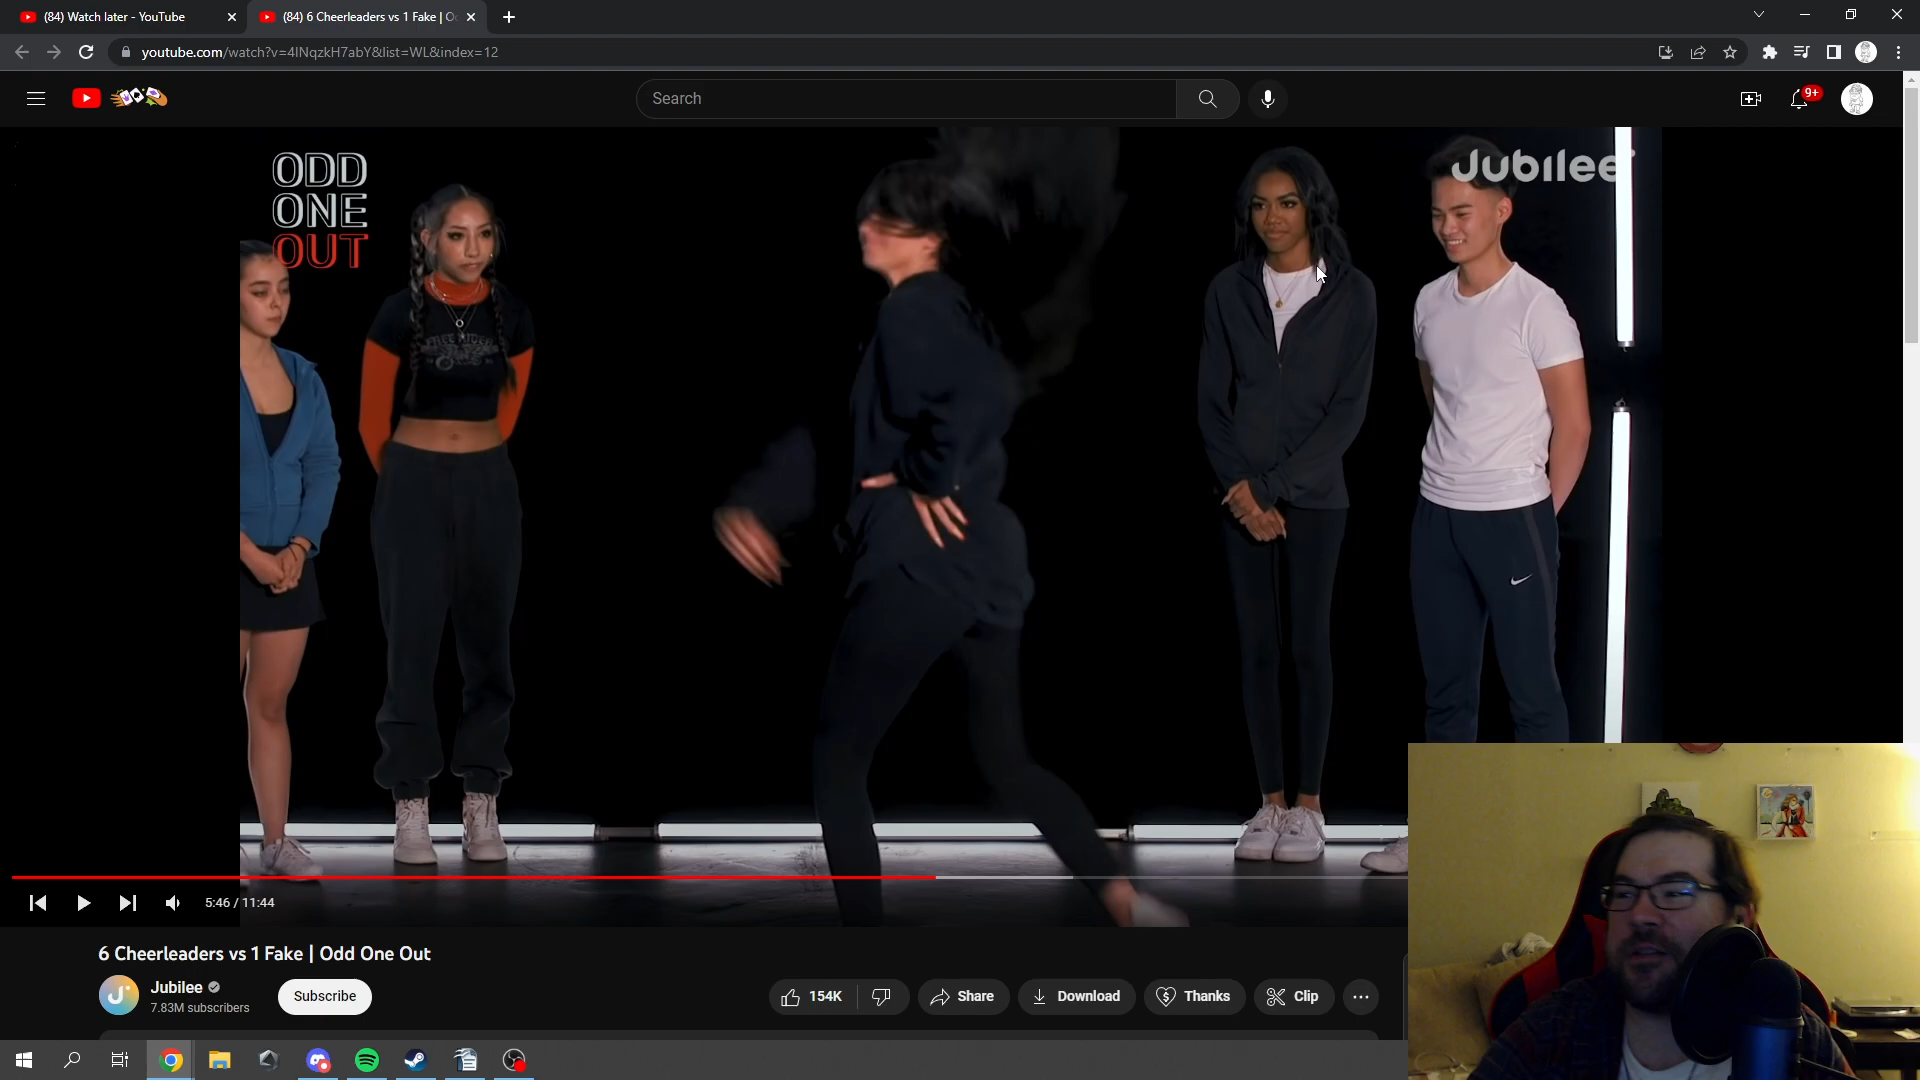 (84) Watch later - YouTube
(84) 6 Cheerleaders vs 1 Fake | O
youtube.com/watch?v=4INqzkH7abY&list=WL&index=12
Search
9+
ODD
ONE
OUT
Jubilee
5:46 / 11:44
6 Cheerleaders vs 1 Fake | Odd One Out
Jubilee
7.83M subscribers
Subscribe
154K
Share
Download
Thanks
Clip